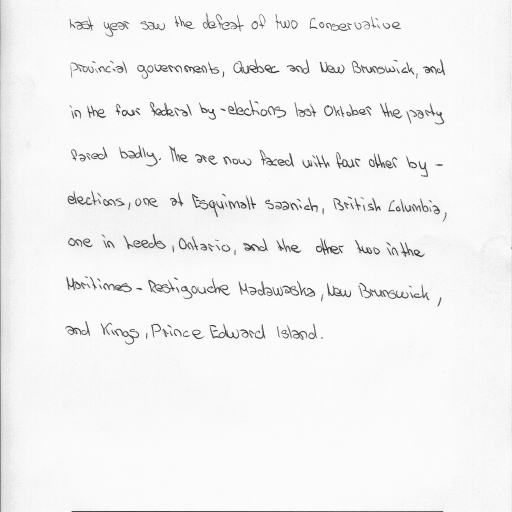 Last year saw the defeat of two Conservative
provincial governments, Quebec and New Brunswick, and
in the four federal by-elections last Oktober the party
fared badly. The are now faced with four other by -
elections, one at Esquimalt Saanich, British Columbia,
one in Leeds, Ontario, and the other two in the
Maritimes - Restigouche Madawaska, New Brunswick,
and Kings, Prince Edward Island.